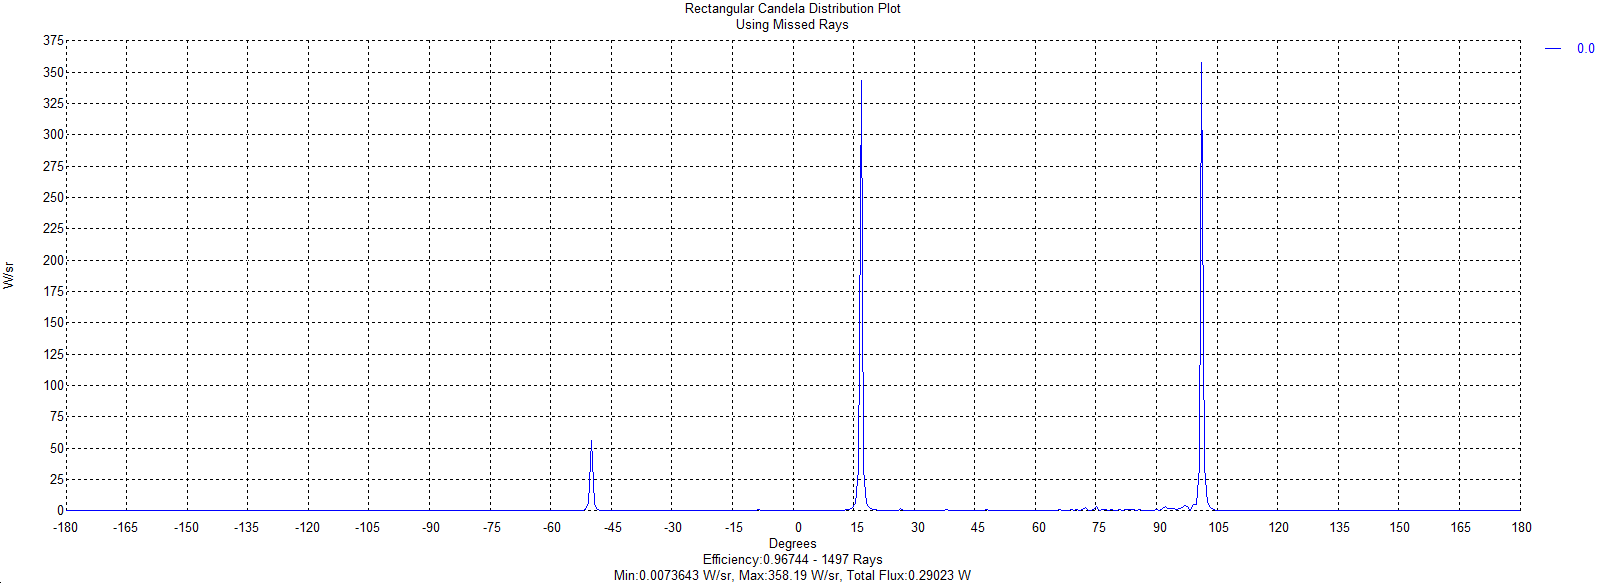 Rectangular Candela Distribution Plot
Using Missed Rays
0.0
375
350
325
300
275
250
225
200
175
150
125
100
75
50
25
0
W/sr
-180 -165 -150 -135 -120 -105 -90 -75 -60 -45 -30 -15 0 15 30 45 60 75 90 105 120 135 150 165 180
Degrees
Efficiency:0.96744 - 1497 Rays
Min:0.0073643 W/sr, Max:358.19 W/sr, Total Flux:0.29023 W